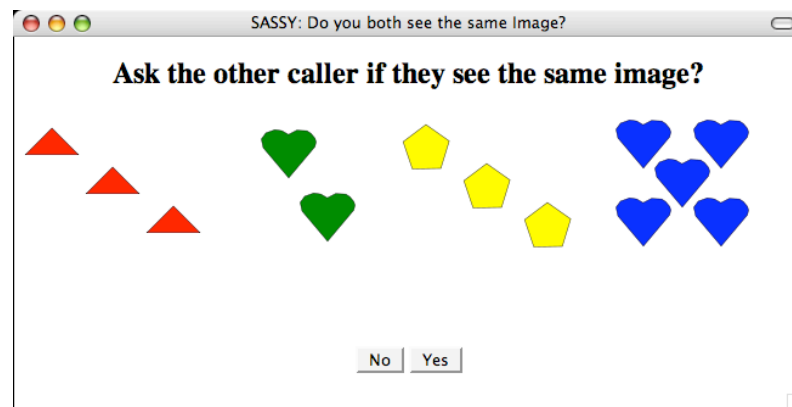 SASSY: Do you both see the same Image?
Ask the other caller if they see the same image?
No Yes